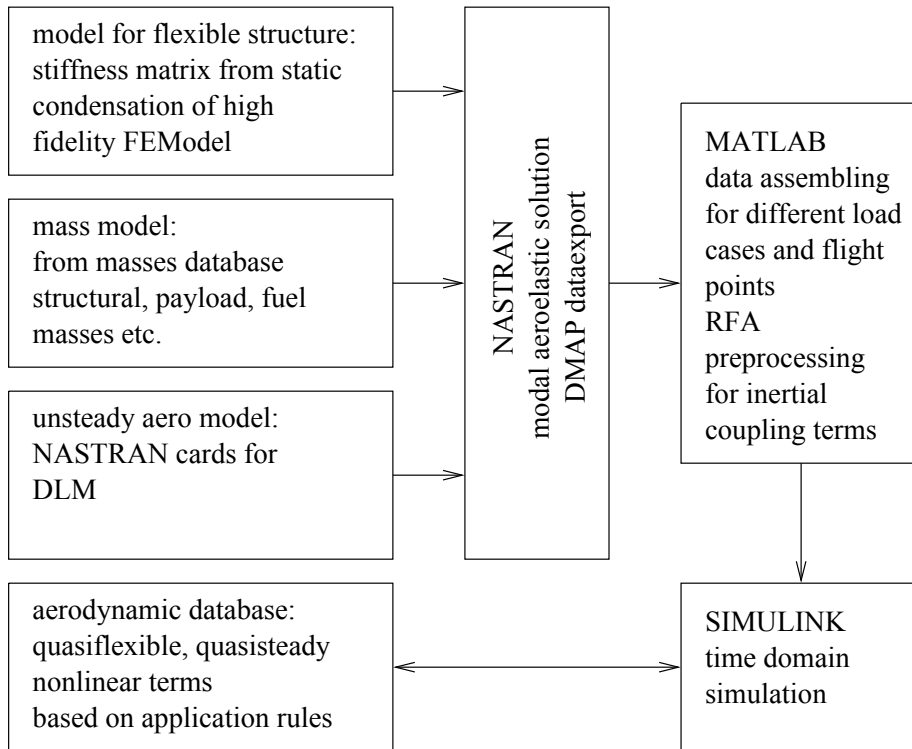 model for flexible structure:
stiffness matrix from static
condensation of high
fidelity FEModel
mass model:
from masses database
structural, payload, fuel
masses etc.
unsteady aero model:
NASTRAN cards for
DLM
NASTRAN
modal aeroelastic solution
DMAP dataexport
MATLAB
data assembling
for different load
cases and flight
points
RFA
preprocessing
for inertial
coupling terms
aerodynamic database:
quasiflexible, quasisteady
nonlinear terms
based on application rules
SIMULINK
time domain
simulation